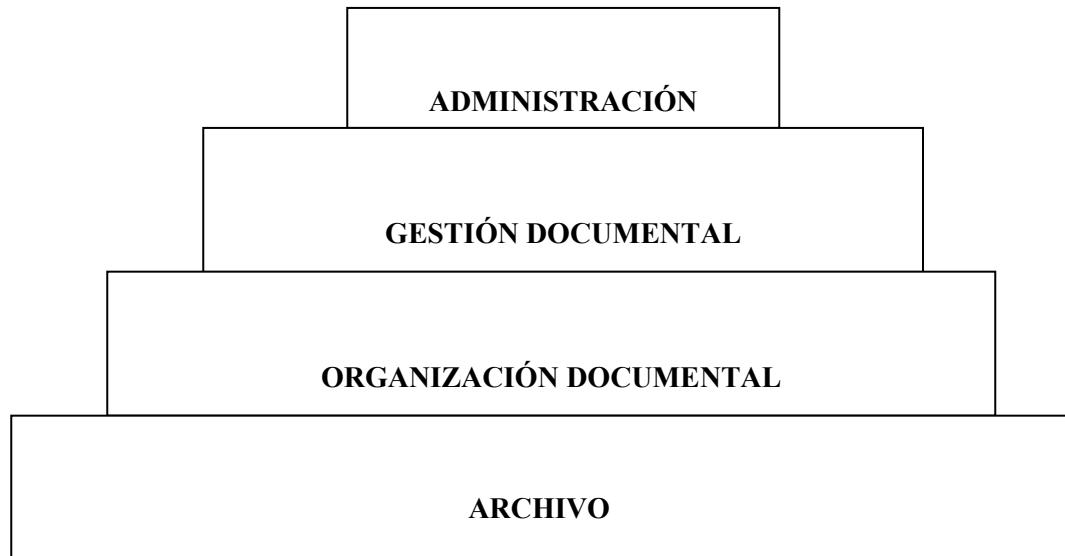 ADMINISTRACIÓN
GESTIÓN DOCUMENTAL
ORGANIZACIÓN DOCUMENTAL
ARCHIVO